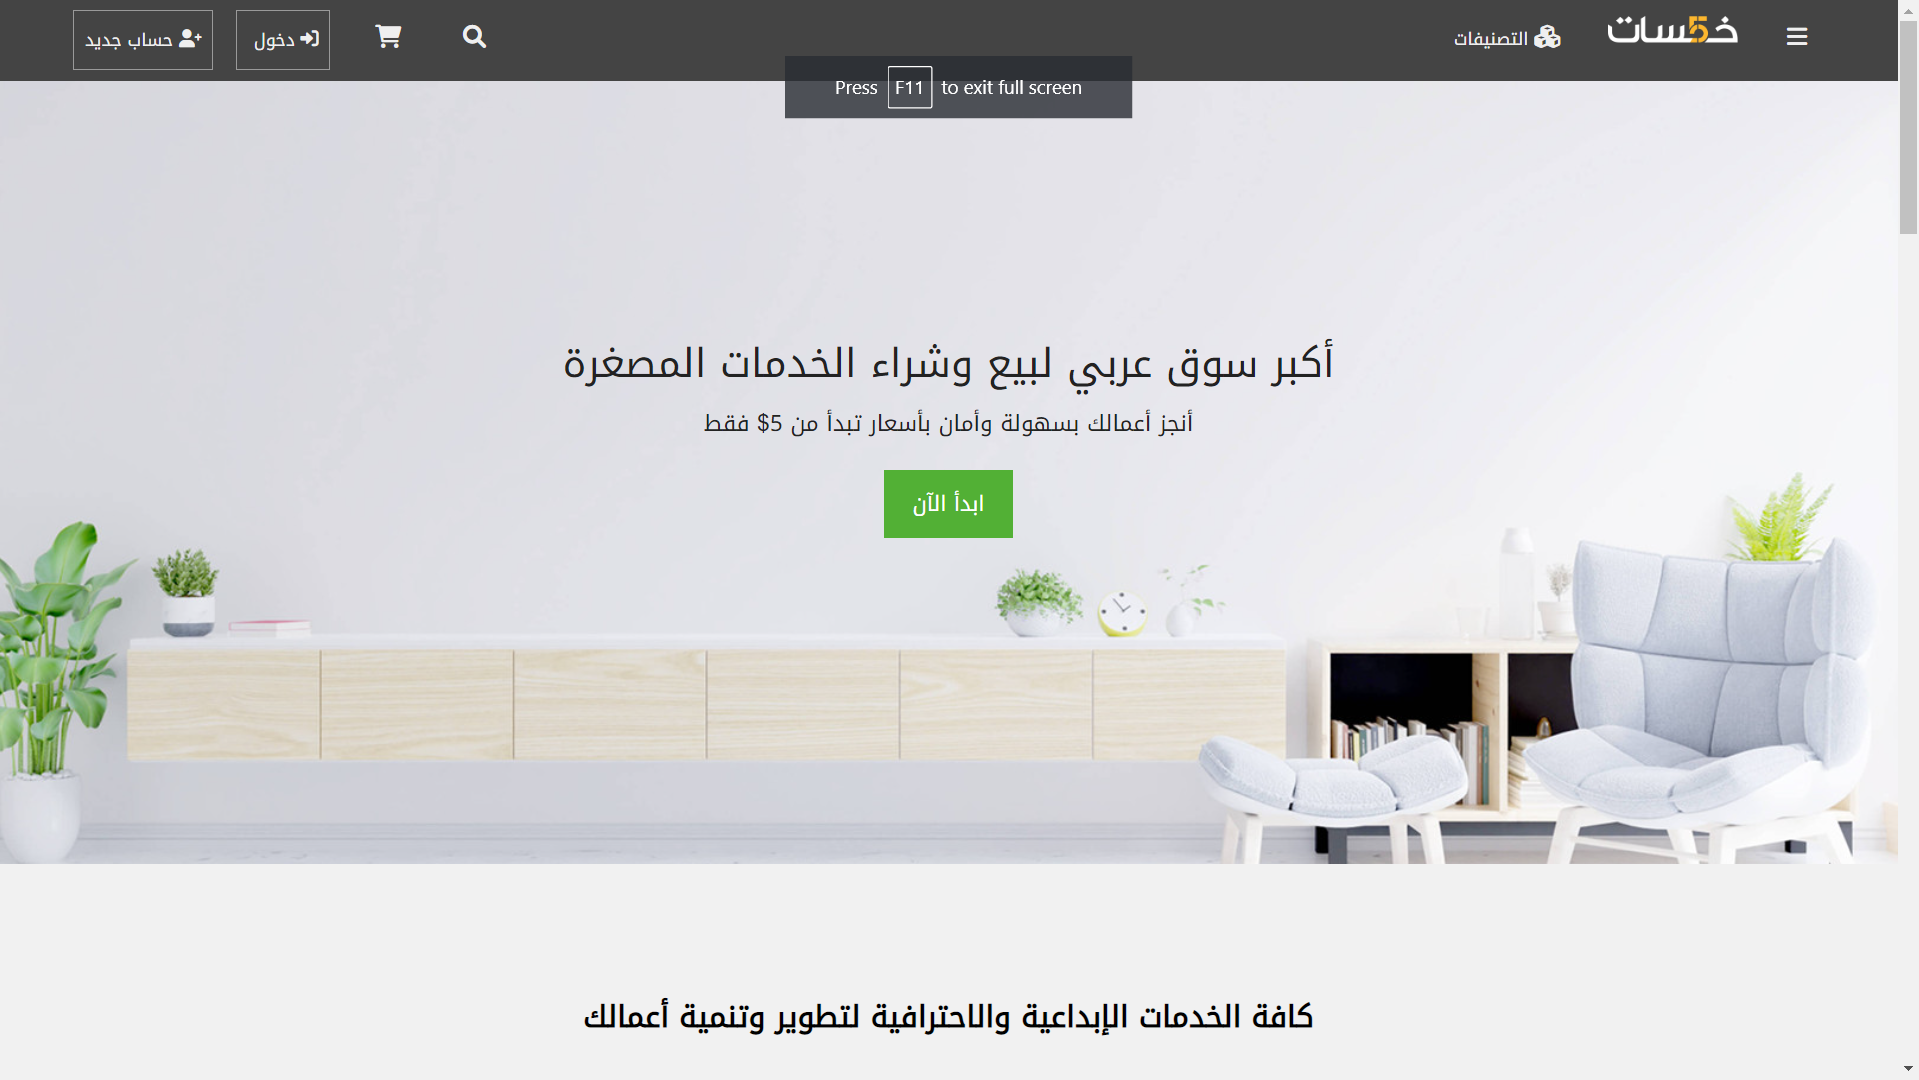 خ5سات
التصنيفات
دخول
حساب جديد
Press F11 to exit full screen
أكبر سوق عربي لبيع وشراء الخدمات المصغرة
أنجز أعمالك بسهولة وأمان بأسعار تبدأ من 5$ فقط
ابدأ الآن
كافة الخدمات الإبداعية والاحترافية لتطوير وتنمية أعمالك